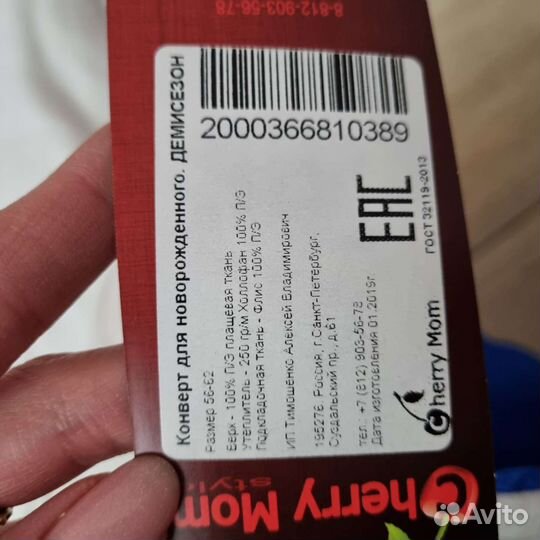 8-812-903-56-78
2000366810389
Конверт для новорожденного. ДЕМИСЕЗОН
Размер 56-62
Верх - 100% П/Э плащевая ткань
Утеплитель - 250 гр/м Холлофан 100% П/Э
Подкладочная ткань - Флис 100% П/Э
ИП Тимошенко Алексей Владимирович
195276, Россия, г.Санкт-Петербург,
Суздальский пр., д.61
тел.: +7 (812) 903-56-78
Дата изготовления 01.2019г
EAC
ГОСТ 32119-2013
Cherry Mom
Cherry Mom
Avito